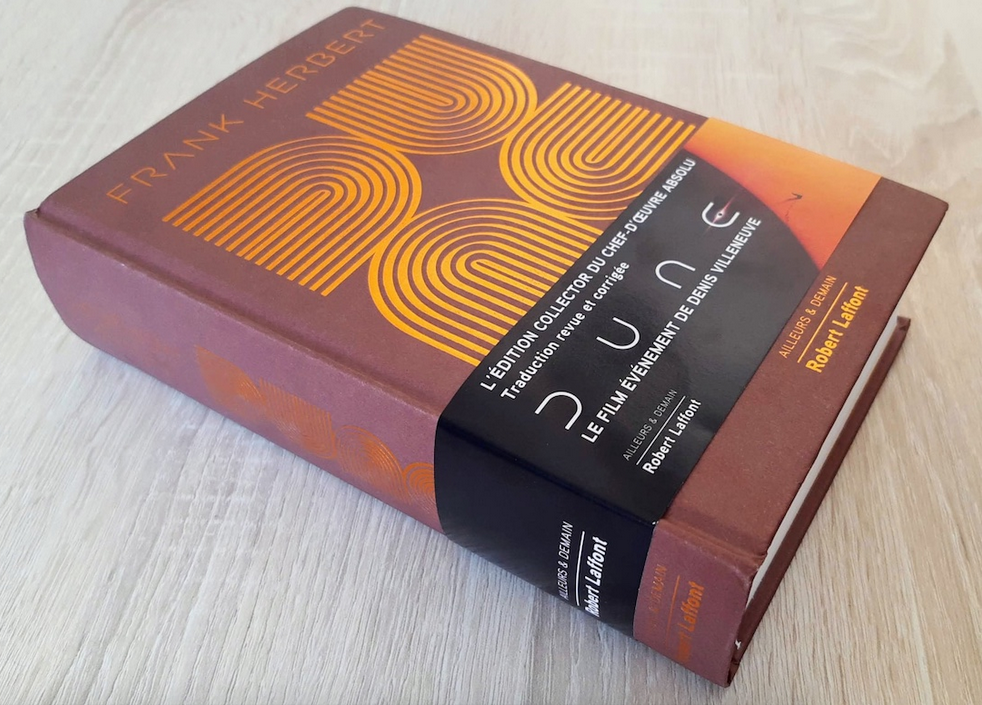 FRANK HERBERT
L'ÉDITION COLLECTOR DU CHEF-D'ŒUVRE ABSOLU
Traduction revue et corrigée
DUNE
LE FILM ÉVÉNEMENT DE DENIS VILLENEUVE
AILLEURS & DEMAIN
Robert Laffont
AILLEURS & DEMAIN
Robert Laffont
AILLEURS & DEMAIN
Robert Laffont
& DEMAIN
Laffont